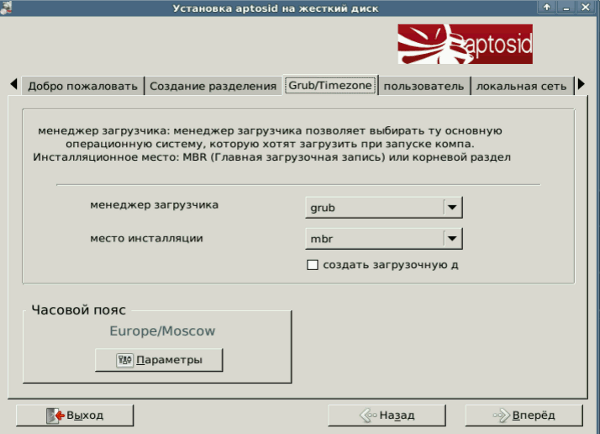 Установка aptosid на жесткий диск
aptosid
Добро пожаловать
Создание разделения
Grub/Timezone
пользователь
локальная сеть
менеджер загрузчика: менеджер загрузчика позволяет выбирать ту основную
операционую систему, которую хотят загрузить при запуске компа.
Инсталляционое место: MBR (Главная загрузочная запись) или корневой раздел
менеджер загрузчика
grub
место инсталляции
mbr
создать загрузочную д
Часовой пояс
Europe/Moscow
Параметры
Выход
Назад
Вперёд